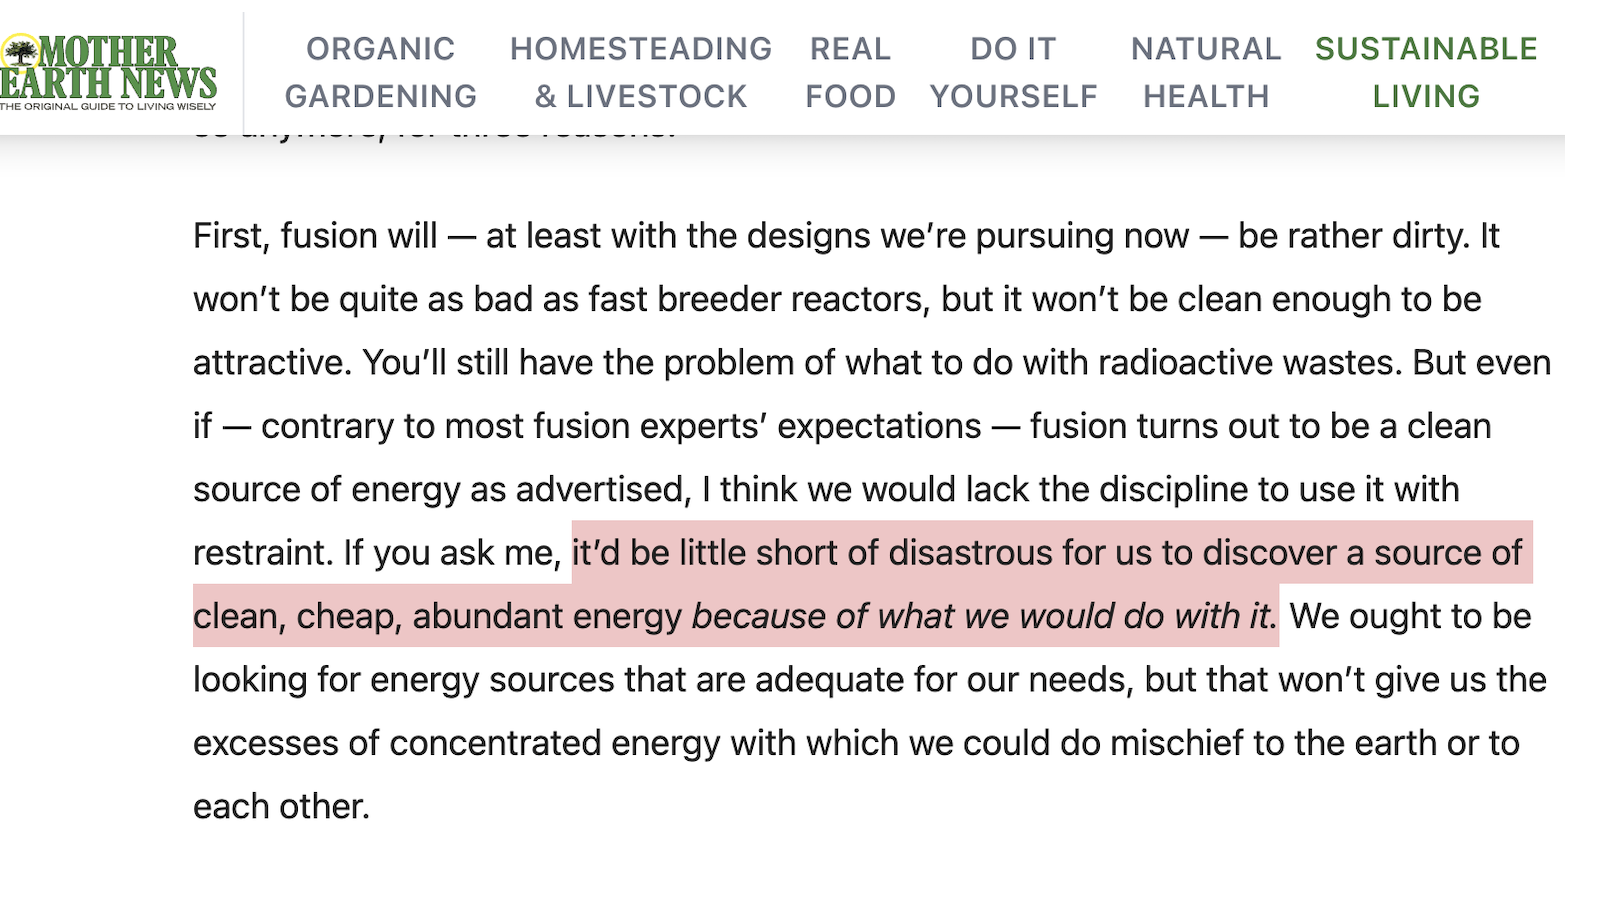 MOTHER
EARTH NEWS
THE ORIGINAL GUIDE TO LIVING WISELY
ORGANIC
GARDENING
HOMESTEADING
& LIVESTOCK
REAL
FOOD
DO IT
YOURSELF
NATURAL
HEALTH
SUSTAINABLE
LIVING
so anymore, for three reasons.
First, fusion will — at least with the designs we’re pursuing now — be rather dirty. It
won’t be quite as bad as fast breeder reactors, but it won’t be clean enough to be
attractive. You’ll still have the problem of what to do with radioactive wastes. But even
if — contrary to most fusion experts’ expectations — fusion turns out to be a clean
source of energy as advertised, I think we would lack the discipline to use it with
restraint. If you ask me, it’d be little short of disastrous for us to discover a source of
clean, cheap, abundant energy because of what we would do with it. We ought to be
looking for energy sources that are adequate for our needs, but that won’t give us the
excesses of concentrated energy with which we could do mischief to the earth or to
each other.